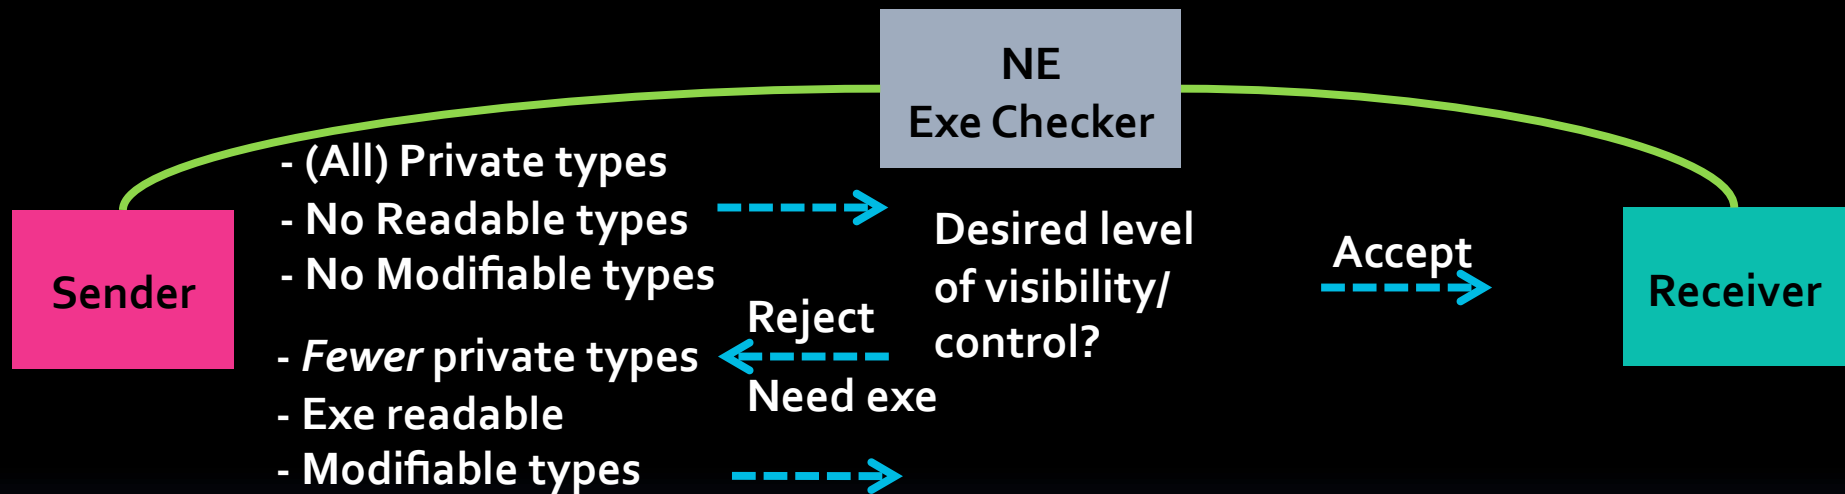 NE
Exe Checker
Sender
- (All) Private types
- No Readable types
- No Modifiable types
Desired level
of visibility/
control?
Accept
Receiver
Reject
Need exe
- Fewer private types
- Exe readable
- Modifiable types